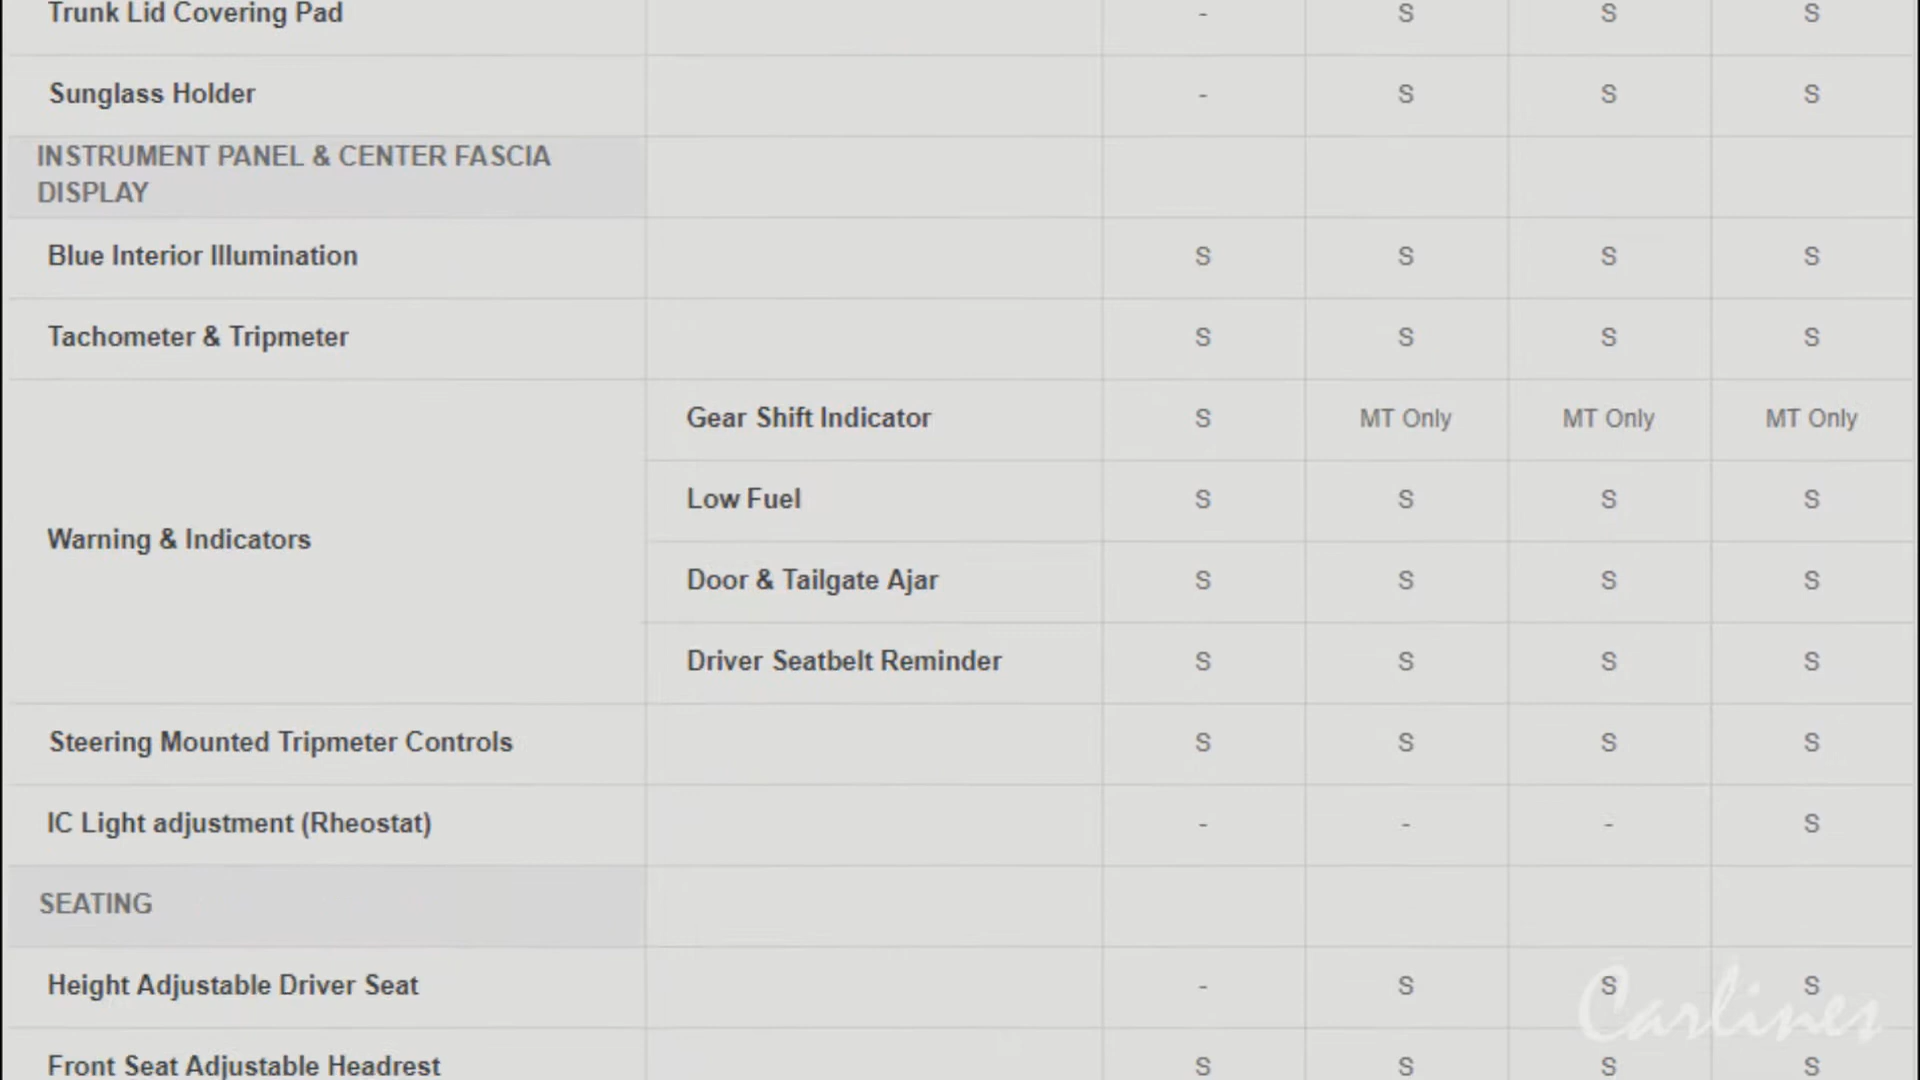 Trunk Lid Covering Pad - S S S
Sunglass Holder - S S S
INSTRUMENT PANEL & CENTER FASCIA
DISPLAY
Blue Interior Illumination S S S S
Tachometer & Tripmeter S S S S
Warning & Indicators
Gear Shift Indicator S MT Only MT Only MT Only
Low Fuel S S S S
Door & Tailgate Ajar S S S S
Driver Seatbelt Reminder S S S S
Steering Mounted Tripmeter Controls S S S S
IC Light adjustment (Rheostat) - - - S
SEATING
Height Adjustable Driver Seat - S S S
Carlines
Front Seat Adjustable Headrest S S S S